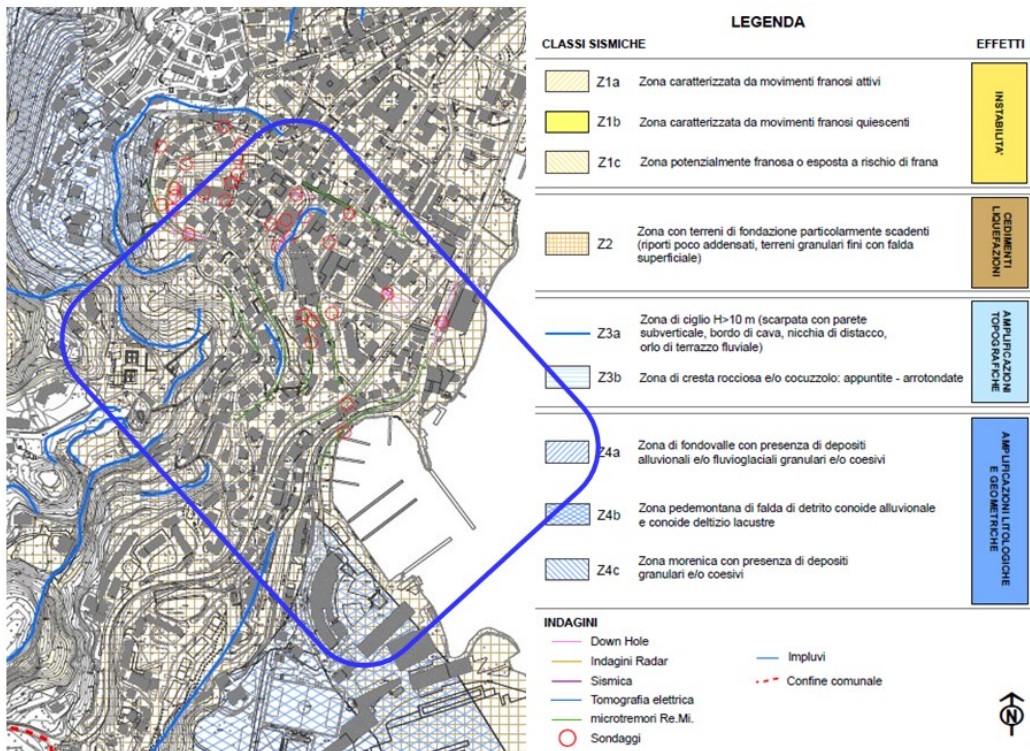 LEGENDA
CLASSI SISMICHE
EFFETTI
Z1a Zona caratterizzata da movimenti franosi attivi
Z1b Zona caratterizzata da movimenti franosi quiescenti
Z1c Zona potenzialmente franosa o esposta a rischio di frana
INSTABILITA'
Z2 Zona con terreni di fondazione particolarmente scadenti
(riporti poco addensati, terreni granulari fini con falda
superficiale)
CEDIMENTI
LIQUEFAZIONI
Z3a Zona di ciglio H>10 m (scarpata con parete
subverticale, bordo di cava, nicchia di distacco,
orlo di terrazzo fluviale)
Z3b Zona di cresta rocciosa e/o cocuzzolo: appuntite - arrotondate
AMPLIFICAZIONI
TOPOGRAFICHE
Z4a Zona di fondovalle con presenza di depositi
alluvionali e/o fluvioglaciali granulari e/o coesivi
Z4b Zona pedemontana di falda di detrito conoide alluvionale
e conoide deltizio lacustre
Z4c Zona morenica con presenza di depositi
granulari e/o coesivi
AMPLIFICAZIONI LITOLOGICHE
E GEOMETRICHE
INDAGINI
Down Hole
Indagini Radar
Sismica
Tomografia elettrica
microtremori Re.Mi.
Sondaggi
Impluvi
Confine comunale
N